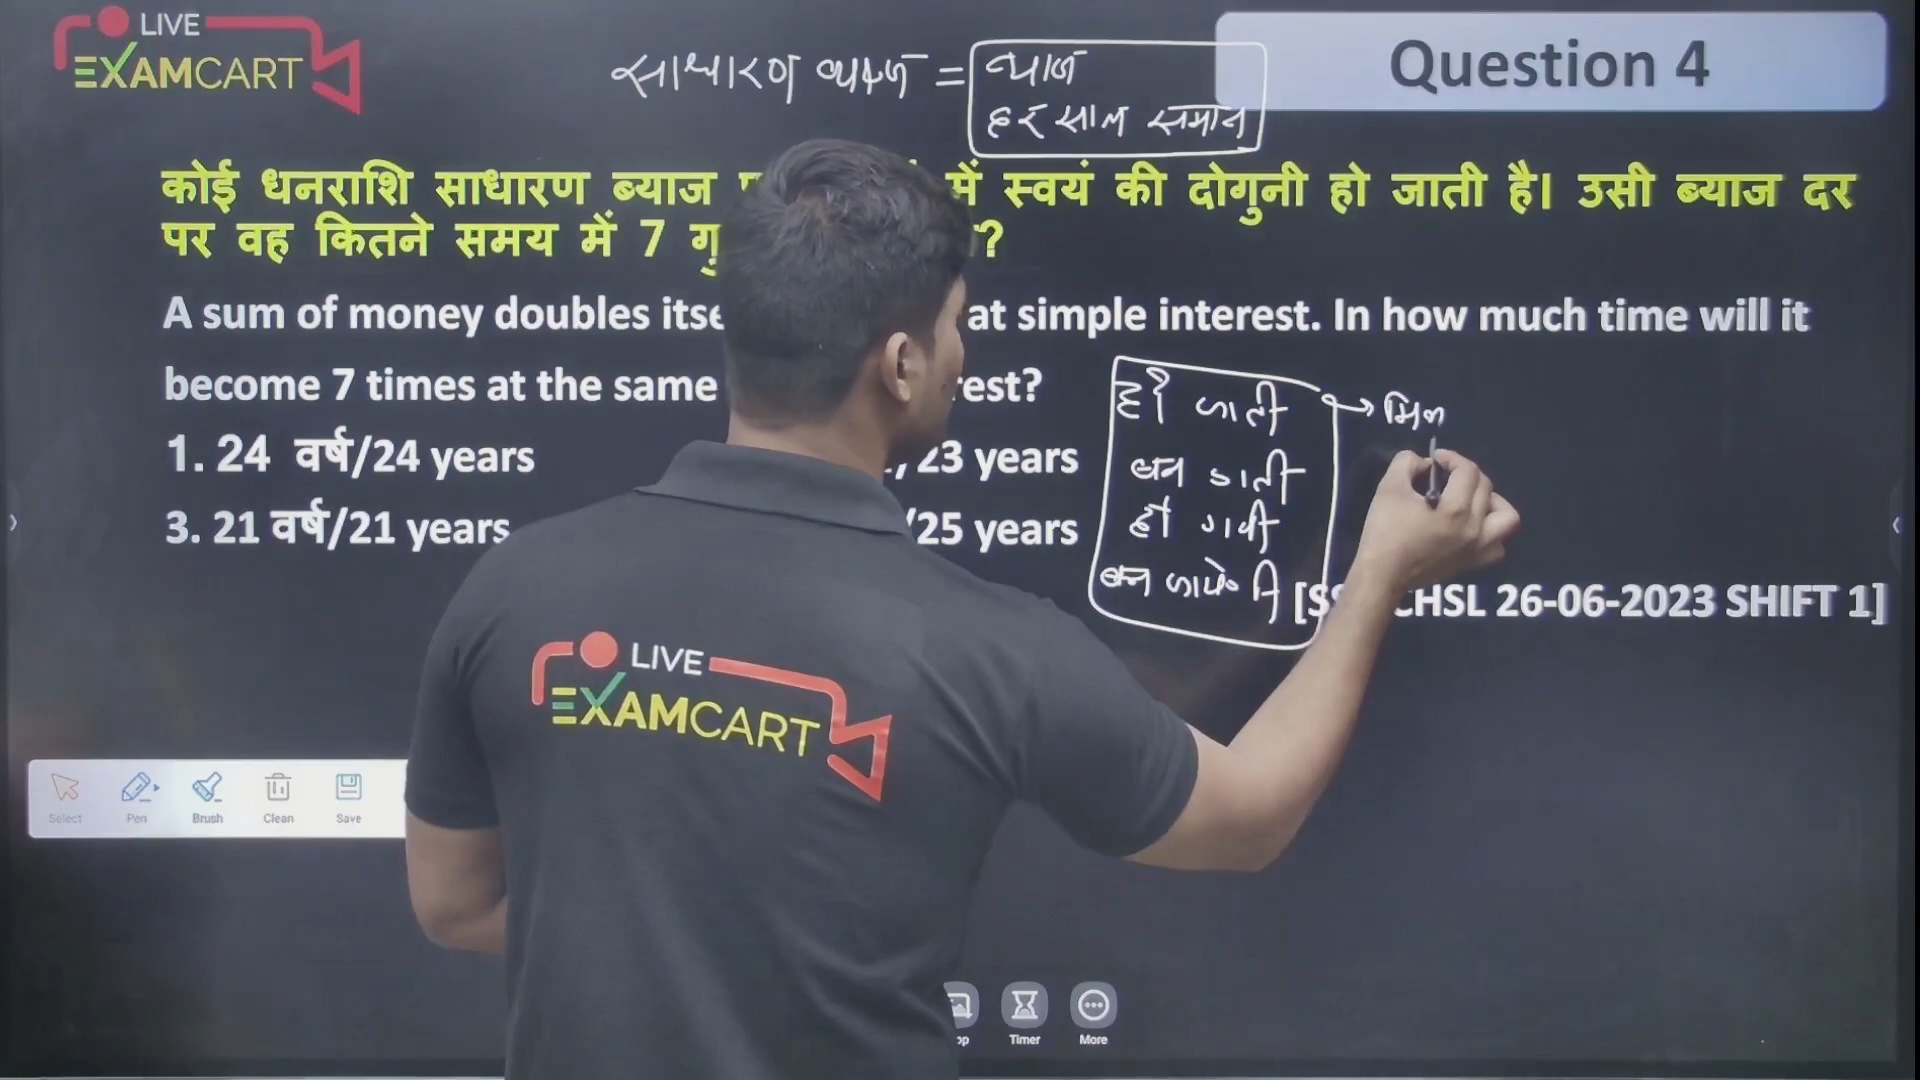 LIVE
EXAMCART
साधारण ब्याज = ब्याज
हर साल समान
Question 4
कोई धनराशि साधारण ब्याज में स्वयं की दोगुनी हो जाती है। उसी ब्याज दर
पर वह कितने समय में 7
A sum of money doubles at simple interest. In how much time will it
become 7 times at the same
1. 24 वर्ष/24 years
23 years
3. 21 वर्ष/21 years
/25 years
हो जाती
बन जाती
हो गयी
बन जायेगी
[SSC CHSL 26-06-2023 SHIFT 1]
LIVE
EXAMCART
Select
Pen
Brush
Clean
Save
Timer
More